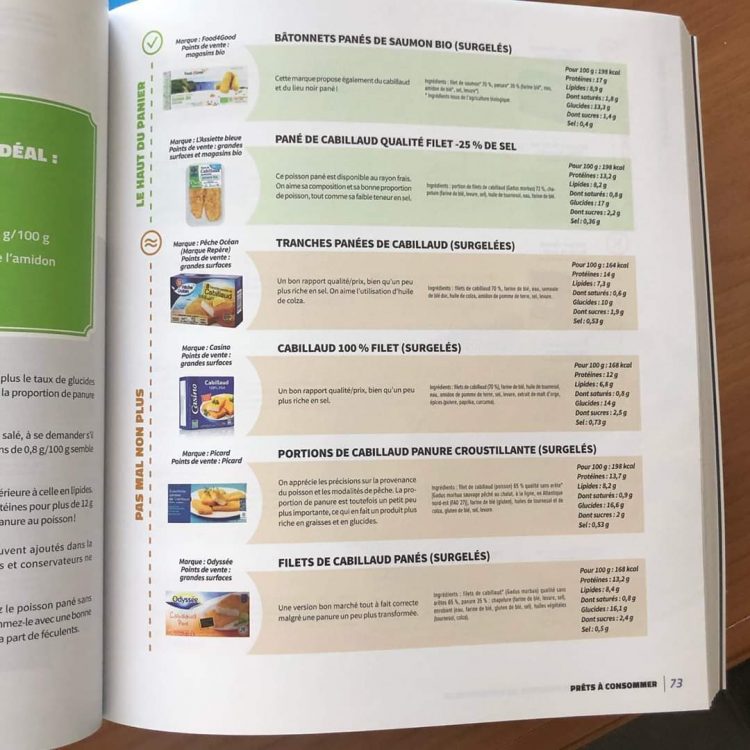 DÉAL :
g/100 g
e l'amidon
plus le taux de glucides
la proportion de panure
salé, à se demander s'il
ns de 0,8 g/100 g semble
érieure à celle en lipides.
téines pour plus de 12 g
anure au poisson !
uvent ajoutés dans la
s et conservateurs ne
z le poisson pané sans
mmez-le avec une bonne
a part de féculents.
LE HAUT DU PANIER
Marque : Food4Good
Points de vente :
magasins bio
BÂTONNETS PANÉS DE SAUMON BIO (SURGELÉS)
Cette marque propose également du cabillaud
et du lieu noir pané !
Ingrédients : filet de saumon* 70 %, panure* 30 % (farine blé*, eau,
amidon de blé*, sel, levure*).
* Ingrédients issus de l'agriculture biologique.
Pour 100 g : 198 kcal
Protéines : 17 g
Lipides : 8,9 g
Dont saturés : 1,8 g
Glucides : 13,3 g
Dont sucres : 1,4 g
Sel : 0,4 g
Marque : L'Assiette bleue
Points de vente : grandes
surfaces et magasins bio
PANÉ DE CABILLAUD QUALITÉ FILET -25 % DE SEL
Cabillaud
Ce poisson pané est disponible au rayon frais.
On aime sa composition et sa bonne proportion
de poisson, tout comme sa faible teneur en sel.
Ingrédients : portion de filets de cabillaud (Gadus morhua) 72 %, cha-
pelure (farine de blé, levure, sel), huile de tournesol, eau, farine de blé.
Pour 100 g : 198 kcal
Protéines : 13,2 g
Lipides : 8,2 g
Dont saturés : 0,8 g
Glucides : 17 g
Dont sucres : 2,2 g
Sel : 0,36 g
PAS MAL NON PLUS
Marque : Pêche Océan
(Marque Repère)
Points de vente :
grandes surfaces
TRANCHES PANÉES DE CABILLAUD (SURGELÉES)
Pêche
Océan
Cabillaud
Un bon rapport qualité/prix, bien qu'un peu
plus riche en sel. On aime l'utilisation d'huile
de colza.
Ingrédients : filets de cabillaud 70 %, farine de blé, eau, semoule
de blé dur, huile de colza, amidon de pomme de terre, sel, levure.
Pour 100 g : 164 kcal
Protéines : 14 g
Lipides : 7,3 g
Dont saturés : 0,6 g
Glucides : 10 g
Dont sucres : 1,9 g
Sel : 0,53 g
Marque : Casino
Points de vente :
grandes surfaces
CABILLAUD 100 % FILET (SURGELÉS)
Casino
Cabillaud
100% filet
Un bon rapport qualité/prix, bien qu'un peu
plus riche en sel.
Ingrédients : filets de cabillaud (70 %), farine de blé, huile de tournesol,
eau, amidon de pomme de terre, sel, levure, extrait de malt d'orge,
épices (poivre, paprika, curcuma).
Pour 100 g : 168 kcal
Protéines : 12 g
Lipides : 6,8 g
Dont saturés : 0,8 g
Glucides : 14 g
Dont sucres : 2,5 g
Sel : 0,73 g
Marque : Picard
Points de vente : Picard
PORTIONS DE CABILLAUD PANURE CROUSTILLANTE (SURGELÉS)
On apprécie les précisions sur la provenance
du poisson et les modalités de pêche. La pro-
portion de panure est toutefois un petit peu
plus importante, ce qui en fait un produit plus
riche en graisses et en glucides.
Ingrédients : filet de cabillaud (poisson) 65 % qualité sans arête*
(Gadus morhua sauvage pêché au chalut, à la ligne, en Atlantique
nord-est (FAO 27)), farine de blé (gluten), huiles de tournesol et de
colza, gluten de blé, sel, levure.
Pour 100 g : 198 kcal
Protéines : 13,7 g
Lipides : 8,2 g
Dont saturés : 0,9 g
Glucides : 16,6 g
Dont sucres : 2 g
Sel : 0,53 g
Marque : Odyssée
Points de vente :
grandes surfaces
FILETS DE CABILLAUD PANÉS (SURGELÉS)
Odyssée
Cabillaud
Pané
Une version bon marché tout à fait correcte
malgré une panure un peu plus transformée.
Ingrédients : filets de cabillaud* (Gadus morhua) qualité sans
arêtes 65 %, panure 35 % : chapelure (farine de blé, levure, sel),
enrobant (eau, farine de blé, gluten de blé, sel), huiles végétales
(tournesol, colza).
Pour 100 g : 168 kcal
Protéines : 13,2 g
Lipides : 8,4 g
Dont saturés : 0,8 g
Glucides : 16,1 g
Dont sucres : 2,4 g
Sel : 0,5 g
PRÊTS À CONSOMMER | 73